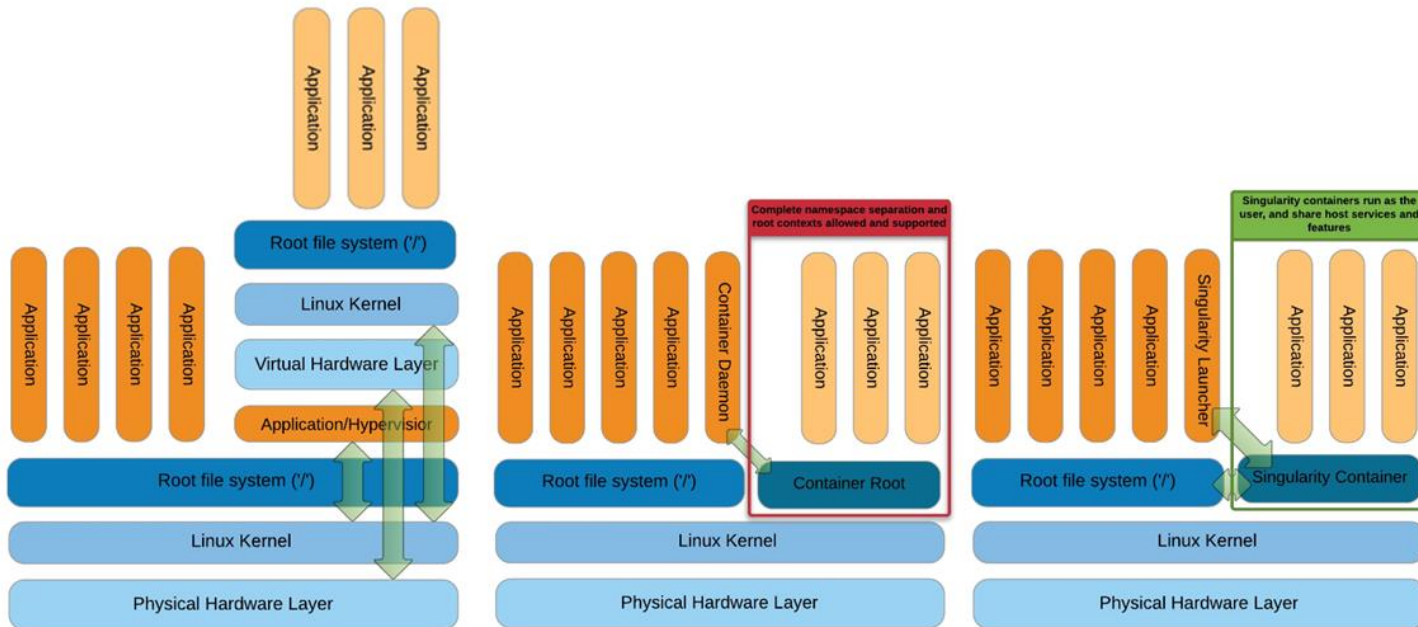 Application
Application
Application
Root file system ('/')
Linux Kernel
Virtual Hardware Layer
Application/Hypervisior
Application
Application
Application
Application
Root file system ('/')
Linux Kernel
Physical Hardware Layer
Complete namespace separation and
root contexts allowed and supported
Application
Application
Application
Application
Container Daemon
Application
Application
Application
Root file system ('/')
Container Root
Linux Kernel
Physical Hardware Layer
Singularity containers run as the
user, and share host services and
features
Application
Application
Application
Application
Singularity Launcher
Application
Application
Application
Root file system ('/')
Singularity Container
Linux Kernel
Physical Hardware Layer